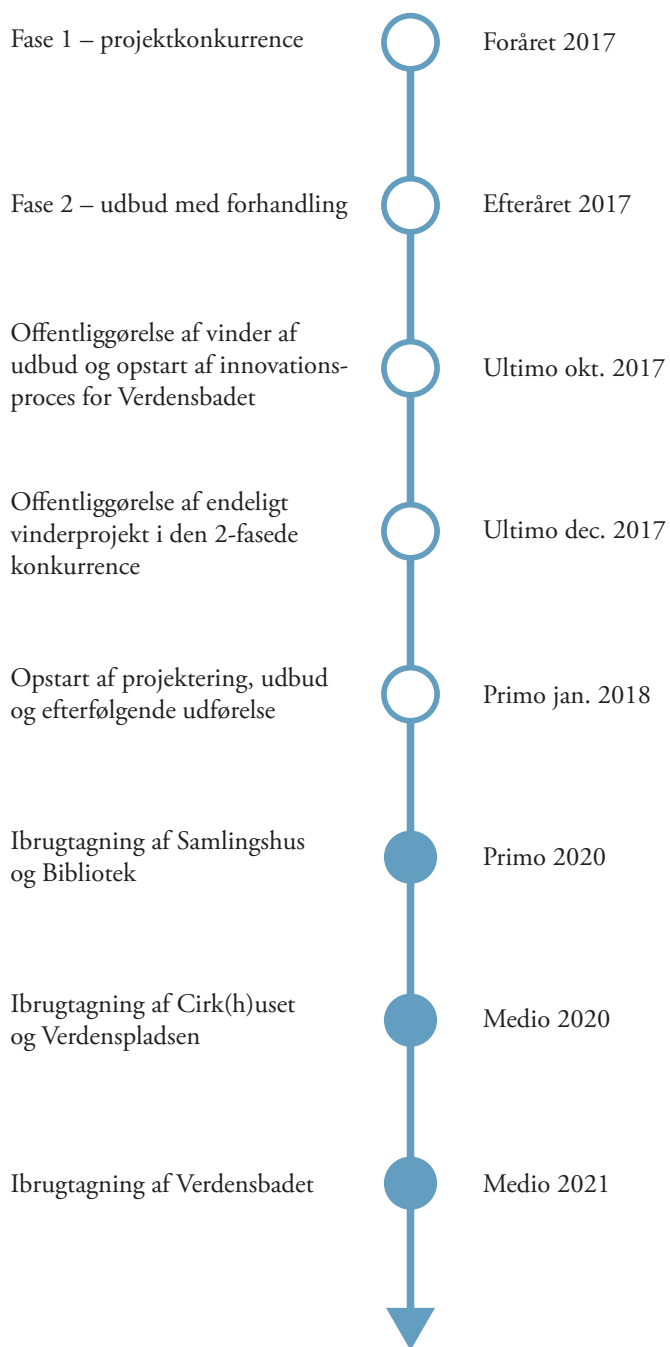 Fase 1 – projektkonkurrence
Foråret 2017
Fase 2 – udbud med forhandling
Efteråret 2017
Offentliggørelse af vinder af
udbud og opstart af innovations-
proces for Verdensbadet
Ultimo okt. 2017
Offentliggørelse af endeligt
vinderprojekt i den 2-fasede
konkurrence
Ultimo dec. 2017
Opstart af projektering, udbud
og efterfølgende udførelse
Primo jan. 2018
Ibrugtagning af Samlingshus
og Bibliotek
Primo 2020
Ibrugtagning af Cirk(h)uset
og Verdenspladsen
Medio 2020
Ibrugtagning af Verdensbadet
Medio 2021